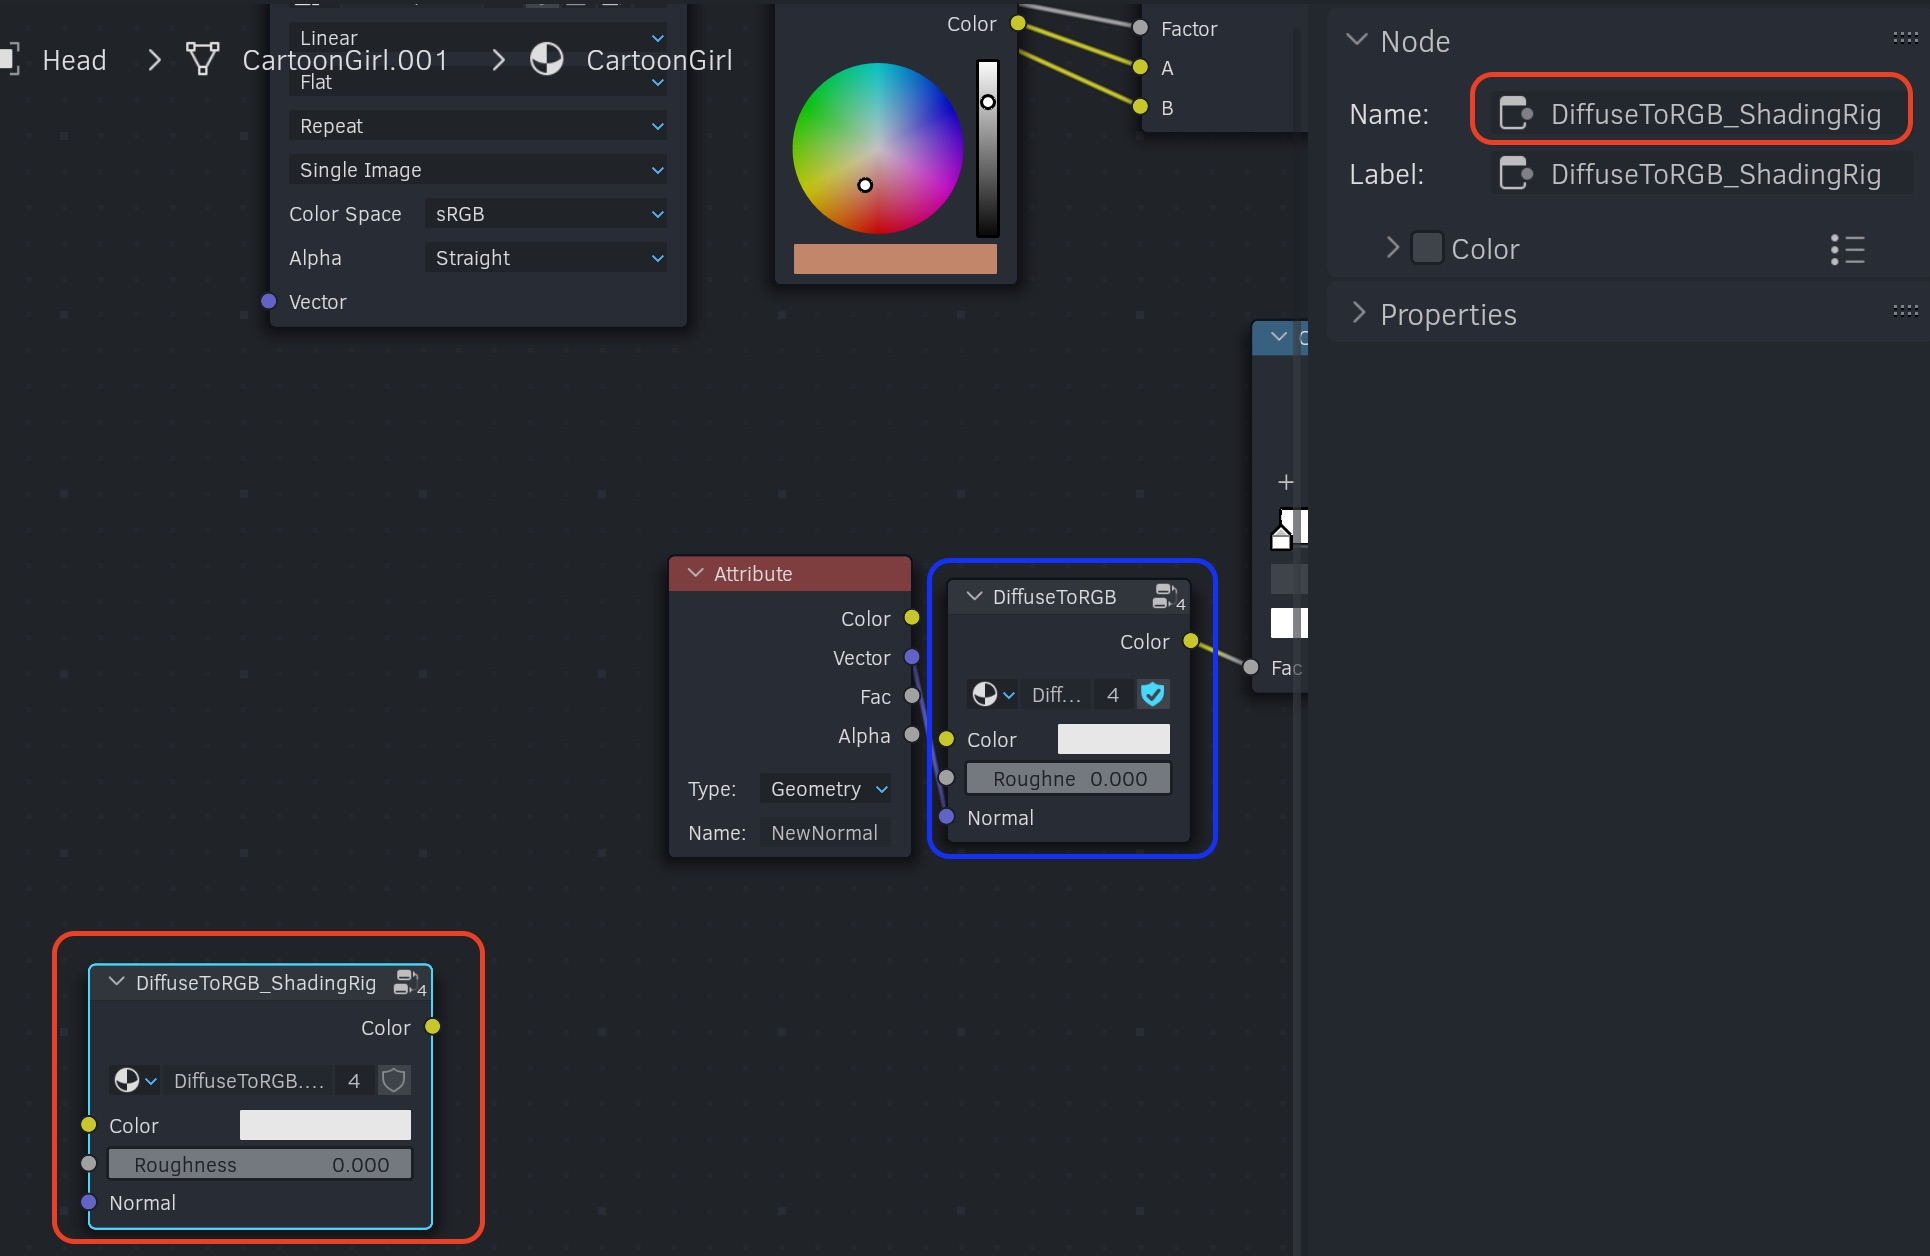 Head > CartoonGirl.001 > CartoonGirl
Linear
Flat
Repeat
Single Image
Color Space sRGB
Alpha Straight
Vector
Color
Factor
A
B
Node
Name: DiffuseToRGB_ShadingRig
Label: DiffuseToRGB_ShadingRig
Color
Properties
Attribute
Color
Vector
Fac
Alpha
Type: Geometry
Name: NewNormal
DiffuseToRGB 4
Color
Diff... 4
Color
Roughne 0.000
Normal
+
Fac
DiffuseToRGB_ShadingRig 4
Color
DiffuseToRGB.... 4
Color
Roughness 0.000
Normal